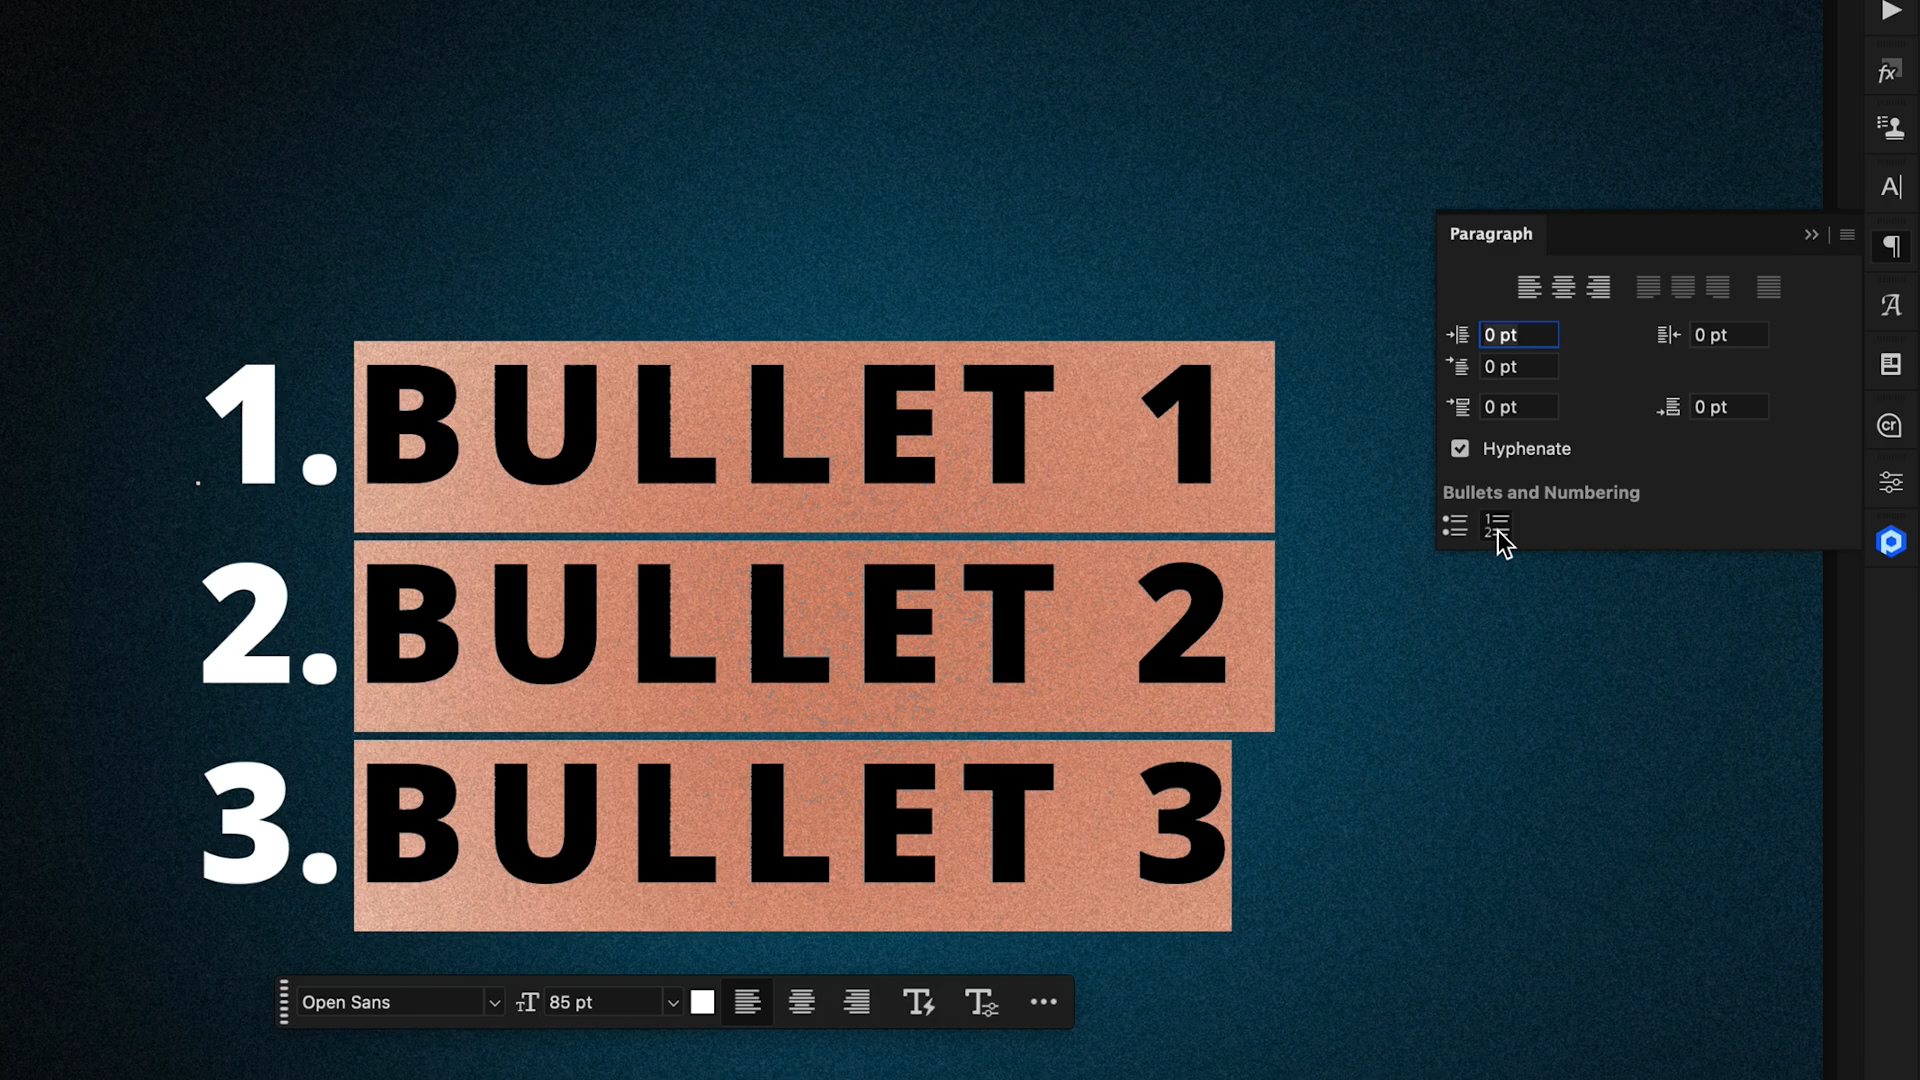 Paragraph
0 pt
0 pt
0 pt
0 pt
0 pt
Hyphenate
Bullets and Numbering
1. BULLET 1
2. BULLET 2
3. BULLET 3
Open Sans
85 pt